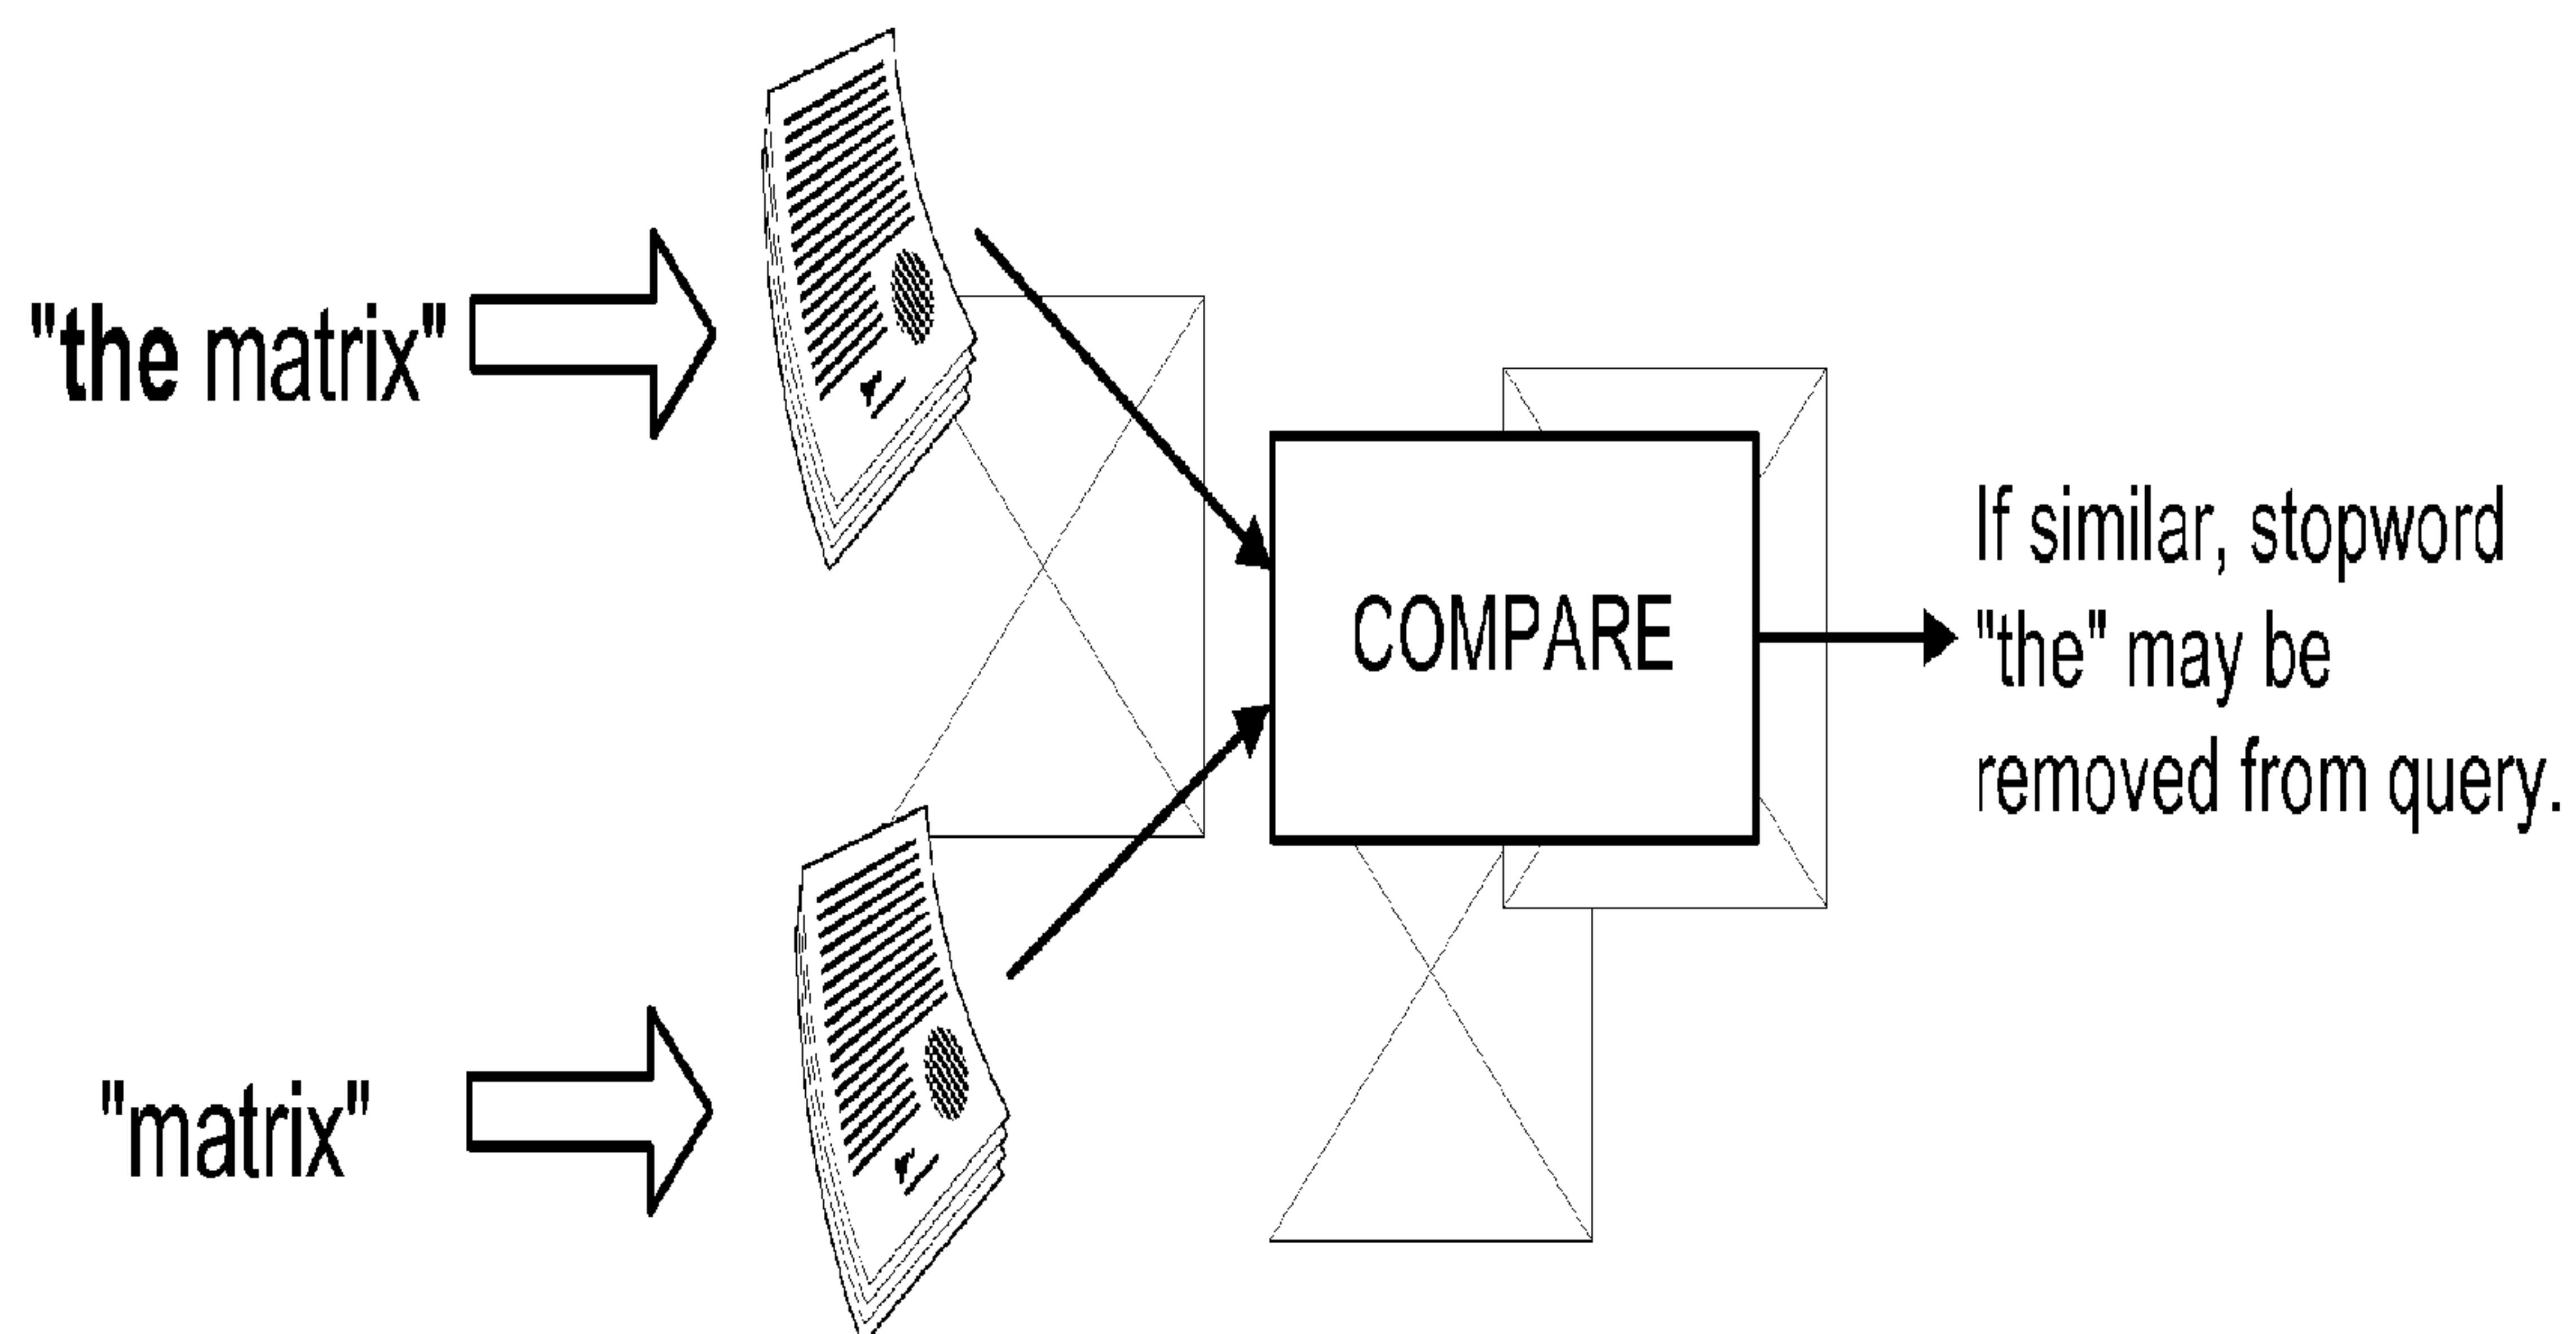 "the matrix"
COMPARE
If similar, stopword
"the" may be
removed from query.
"matrix"